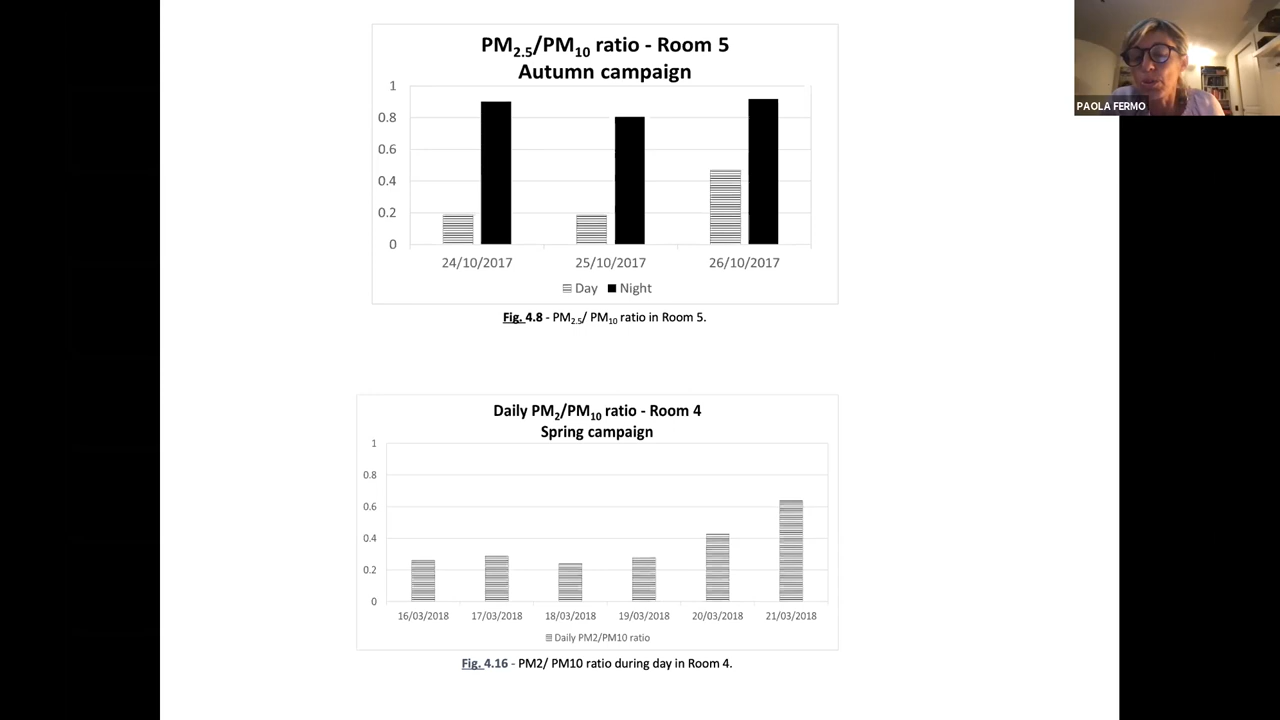 PM2.5/PM10 ratio - Room 5
Autumn campaign
1
0.8
0.6
0.4
0.2
0
24/10/2017 25/10/2017 26/10/2017
Day Night
Fig. 4.8 - PM2.5/ PM10 ratio in Room 5.
Daily PM2/PM10 ratio - Room 4
Spring campaign
1
0.8
0.6
0.4
0.2
0
16/03/2018 17/03/2018 18/03/2018 19/03/2018 20/03/2018 21/03/2018
Daily PM2/PM10 ratio
Fig. 4.16 - PM2/ PM10 ratio during day in Room 4.
PAOLA FERMO